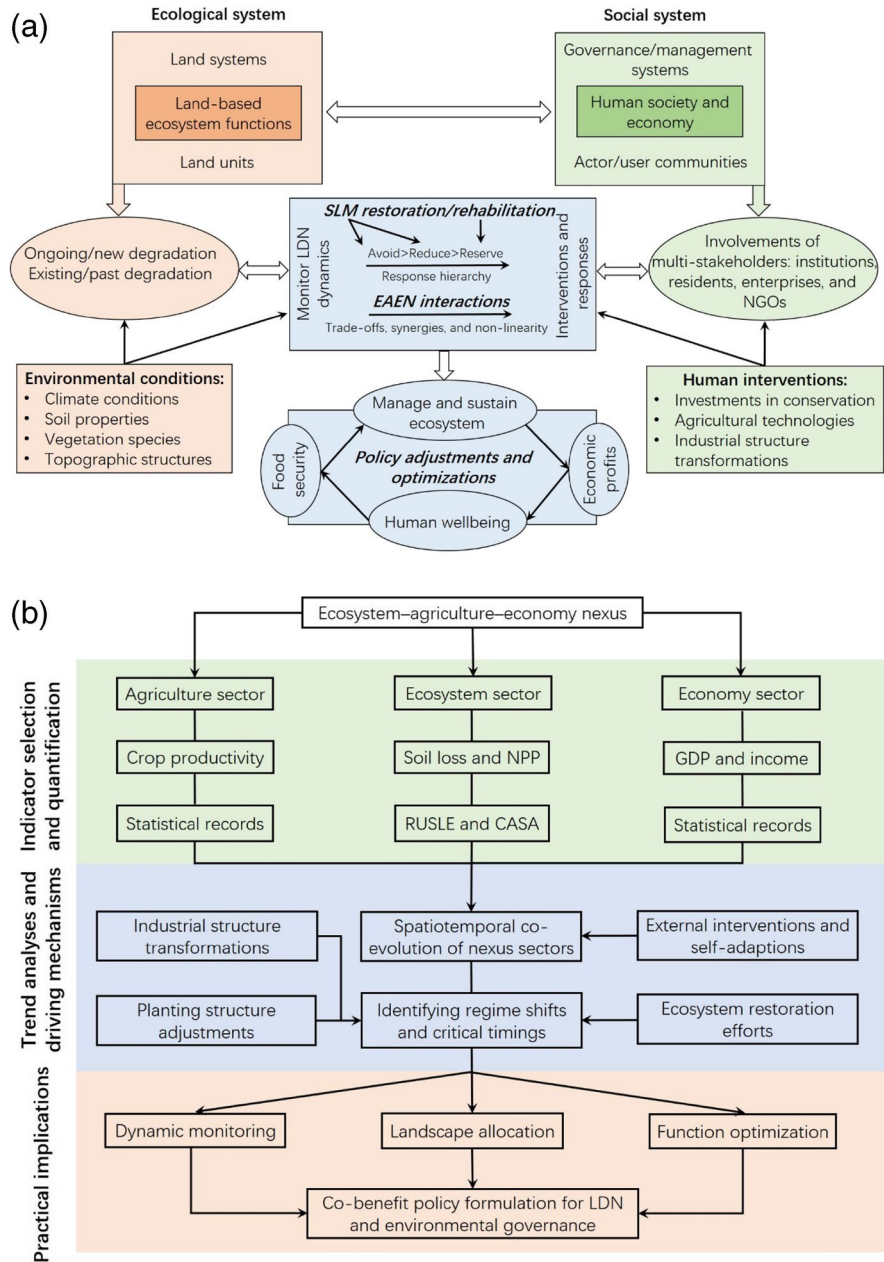 (a)
Ecological system
Social system
Land systems
Land-based
ecosystem functions
Land units
Governance/management
systems
Human society and
economy
Actor/user communities
Ongoing/new degradation
Existing/past degradation
Monitor LDN
dynamics
SLM restoration/rehabilitation
Avoid>Reduce>Reserve
Response hierarchy
EAEN interactions
Trade-offs, synergies, and non-linearity
Interventions and
responses
Involvements of
multi-stakeholders: institutions,
residents, enterprises, and
NGOs
Environmental conditions:
• Climate conditions
• Soil properties
• Vegetation species
• Topographic structures
Human interventions:
• Investments in conservation
• Agricultural technologies
• Industrial structure
transformations
Manage and sustain
ecosystem
Food
security
Policy adjustments and
optimizations
Economic
profits
Human wellbeing
(b)
Ecosystem–agriculture–economy nexus
Indicator selection
and quantification
Agriculture sector
Ecosystem sector
Economy sector
Crop productivity
Soil loss and NPP
GDP and income
Statistical records
RUSLE and CASA
Statistical records
Trend analyses and
driving mechanisms
Industrial structure
transformations
Spatiotemporal co-
evolution of nexus sectors
External interventions and
self-adaptions
Planting structure
adjustments
Identifying regime shifts
and critical timings
Ecosystem restoration
efforts
Practical implications
Dynamic monitoring
Landscape allocation
Function optimization
Co-benefit policy formulation for LDN
and environmental governance